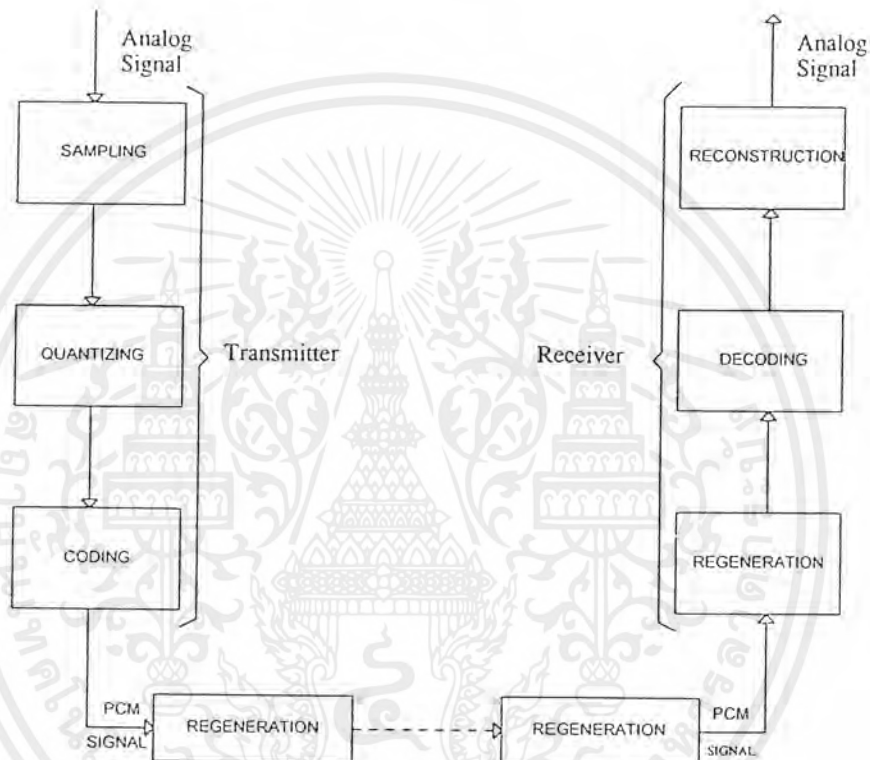 Analog
Signal
SAMPLING
QUANTIZING
CODING
Transmitter
PCM
SIGNAL
REGENERATION
REGENERATION
PCM
SIGNAL
Receiver
REGENERATION
DECODING
RECONSTRUCTION
Analog
Signal